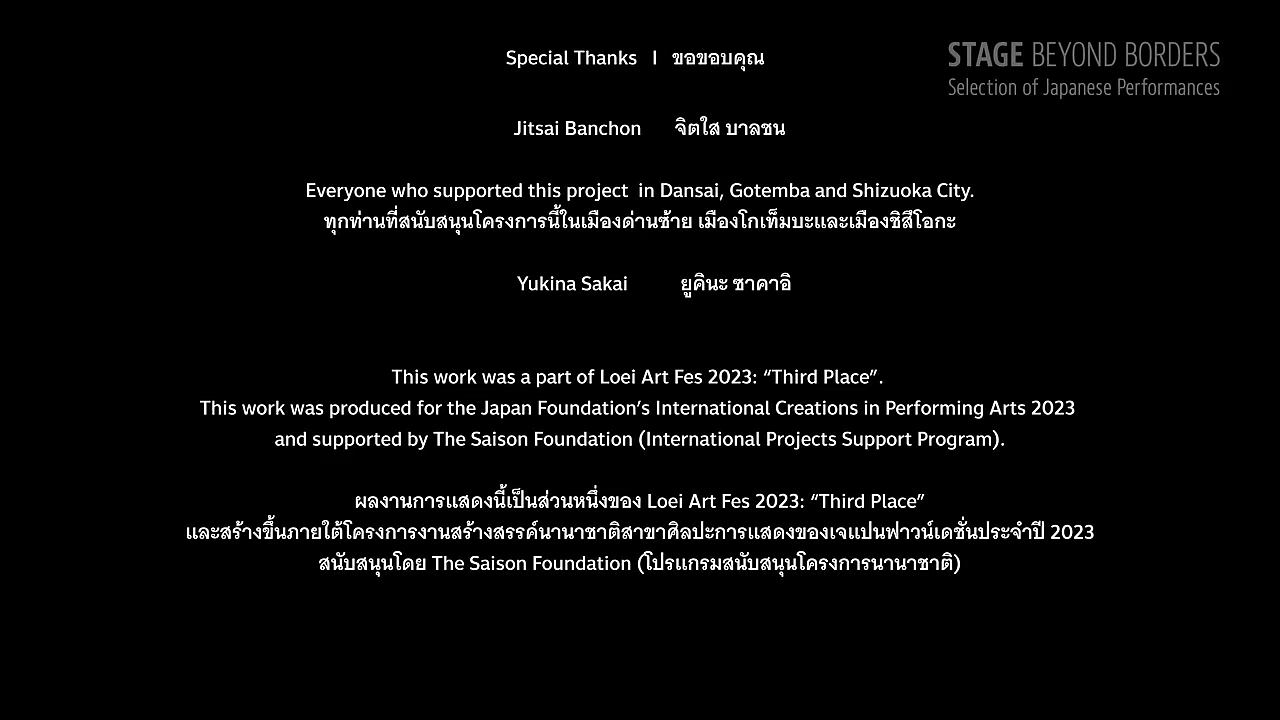 Special Thanks | ขอขอบคุณ
STAGE BEYOND BORDERS
Selection of Japanese Performances
Jitsai Banchon จิตใส บาลชน
Everyone who supported this project in Dansai, Gotemba and Shizuoka City.
ทุกท่านที่สนับสนุนโครงการนี้ในเมืองด่านซ้าย เมืองโกเท็มบะและเมืองชิสึโอกะ
Yukina Sakai ยูคินะ ซาคาอิ
This work was a part of Loei Art Fes 2023: “Third Place”.
This work was produced for the Japan Foundation’s International Creations in Performing Arts 2023
and supported by The Saison Foundation (International Projects Support Program).
ผลงานการแสดงนี้เป็นส่วนหนึ่งของ Loei Art Fes 2023: “Third Place”
และสร้างขึ้นภายใต้โครงการงานสร้างสรรค์นานาชาติสาขาศิลปะการแสดงของเจแปนฟาวน์เดชั่นประจำปี 2023
สนับสนุนโดย The Saison Foundation (โปรแกรมสนับสนุนโครงการนานาชาติ)